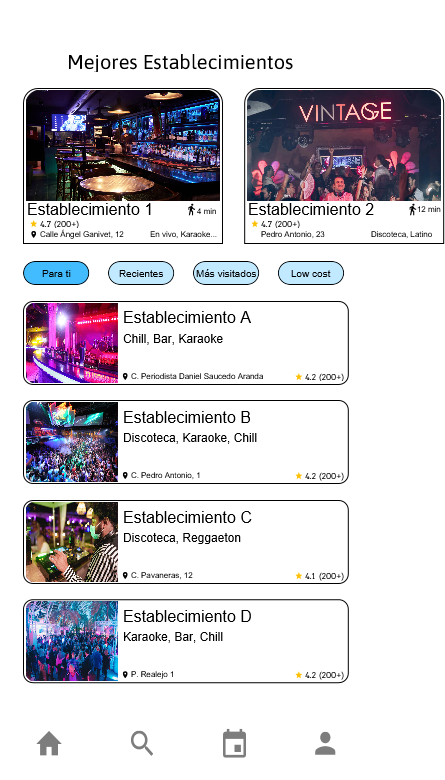 Mejores Establecimientos
VINTAGE
Establecimiento 1
4 min
4.7 (200+)
Calle Ángel Ganivet, 12
En vivo, Karaoke...
Establecimiento 2
12 min
4.7 (200+)
Pedro Antonio, 23
Discoteca, Latino
Para ti
Recientes
Más visitados
Low cost
Establecimiento A
Chill, Bar, Karaoke
C. Periodista Daniel Saucedo Aranda
4.2 (200+)
Establecimiento B
Discoteca, Karaoke, Chill
C. Pedro Antonio, 1
4.2 (200+)
Establecimiento C
Discoteca, Reggaeton
C. Pavaneras, 12
4.1 (200+)
Establecimiento D
Karaoke, Bar, Chill
P. Realejo 1
4.2 (200+)